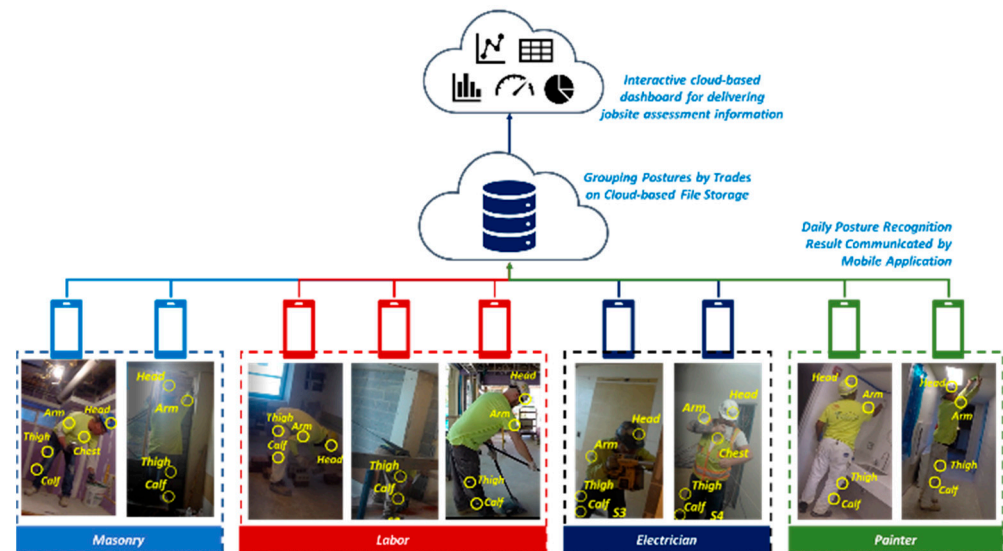 Interactive cloud-based
dashboard for delivering
jobsite assessment information
Grouping Postures by Trades
on Cloud-based File Storage
Daily Posture Recognition
Result Communicated by
Mobile Application
Arm
Head
Thigh
Chest
Calf
Head
Arm
Thigh
Calf
Thigh
Arm
Calf
Head
Thigh
Calf
Head
Arm
Thigh
Calf
Head
Arm
Thigh
Calf
S3
Head
Arm
Chest
Thigh
Calf
S4
Head
Arm
Thigh
Calf
Head
Arm
Thigh
Calf
Masonry
Labor
Electrician
Painter